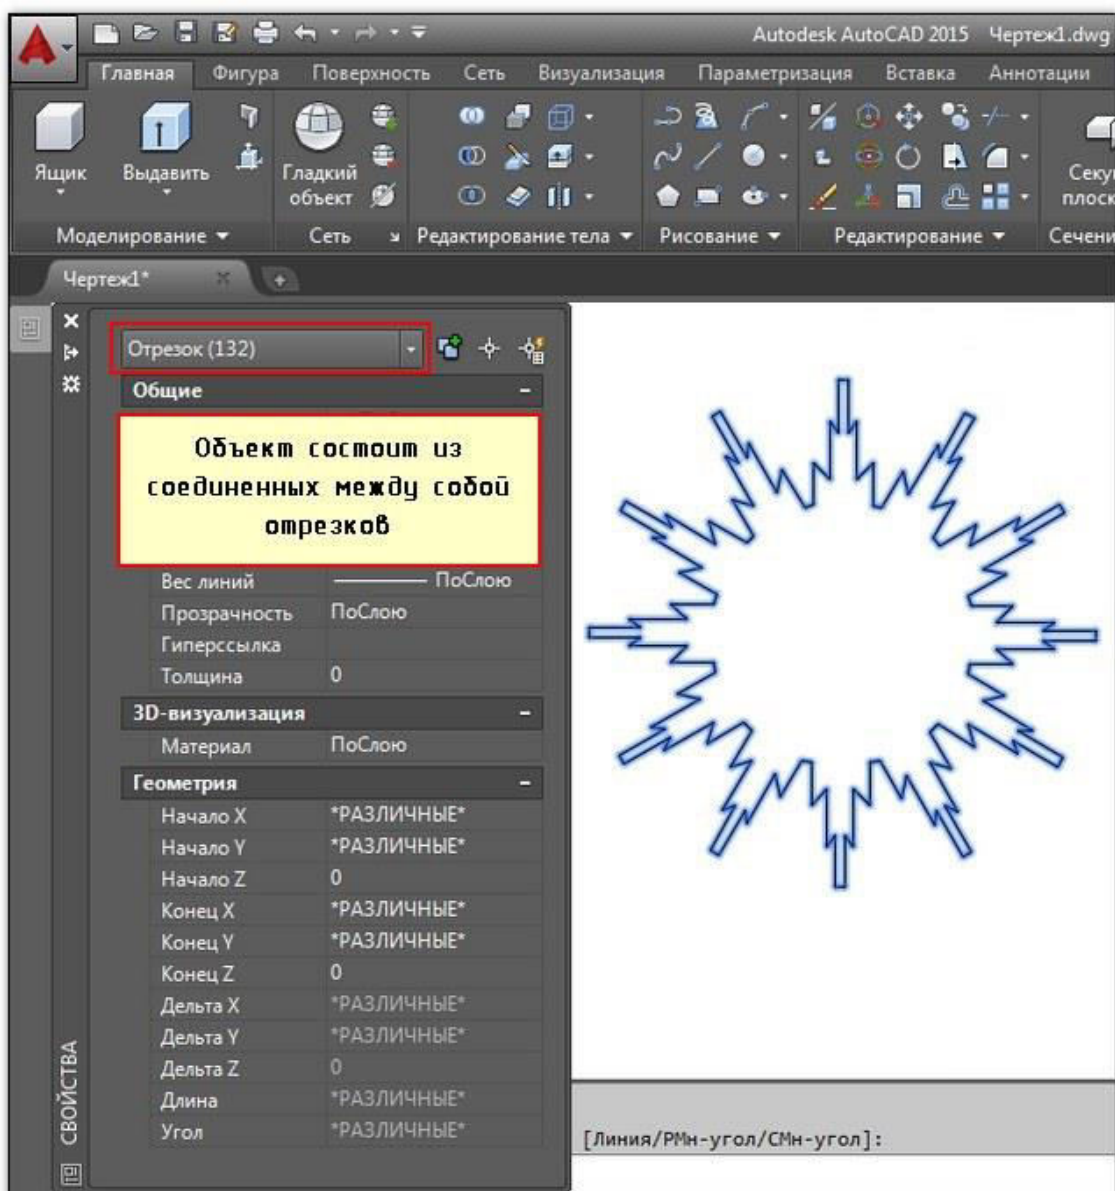 Autodesk AutoCAD 2015 Чертеж1.dwg
Главная Фигура Поверхность Сеть Визуализация Параметризация Вставка Аннотации
Ящик Выдавить Гладкий объект
Моделирование Сеть Редактирование тела Рисование Редактирование
Чертеж1*
Отрезок (132)
Общие
Объект состоит из
соединенных между собой
отрезков
Вес линий ПоСлою
Прозрачность ПоСлою
Гиперссылка
Толщина 0
3D-визуализация
Материал ПоСлою
Геометрия
Начало X *РАЗЛИЧНЫЕ*
Начало Y *РАЗЛИЧНЫЕ*
Начало Z 0
Конец X *РАЗЛИЧНЫЕ*
Конец Y *РАЗЛИЧНЫЕ*
Конец Z 0
Дельта X *РАЗЛИЧНЫЕ*
Дельта Y *РАЗЛИЧНЫЕ*
Дельта Z 0
Длина *РАЗЛИЧНЫЕ*
Угол *РАЗЛИЧНЫЕ*
СВОЙСТВА
[Линия/РМн-угол/СМн-угол]: